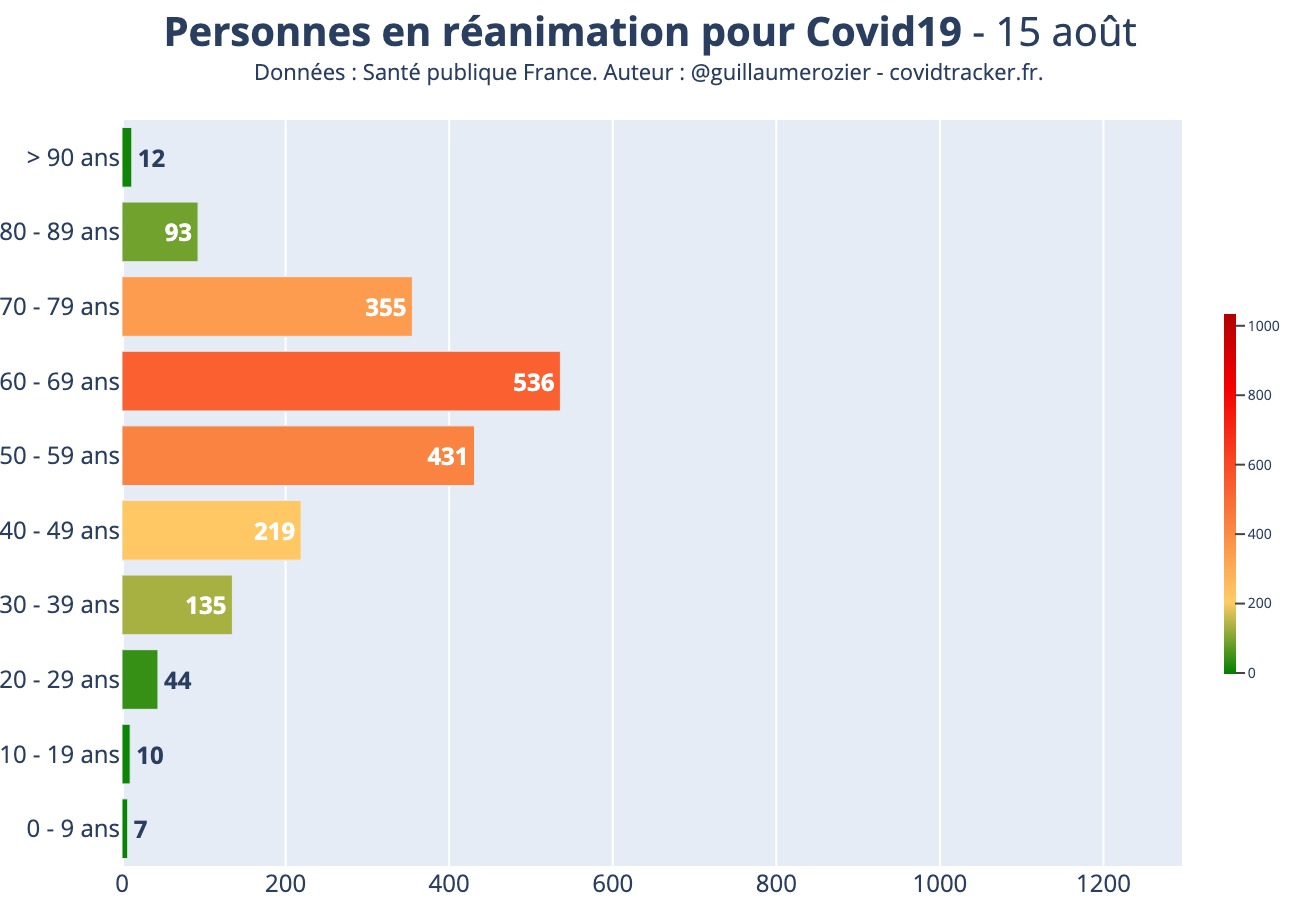 Personnes en réanimation pour Covid19 - 15 août
Données : Santé publique France. Auteur : @guillaumerozier - covidtracker.fr.
> 90 ans 12
80 - 89 ans 93
70 - 79 ans 355
60 - 69 ans 536
50 - 59 ans 431
40 - 49 ans 219
30 - 39 ans 135
20 - 29 ans 44
10 - 19 ans 10
0 - 9 ans 7
0 200 400 600 800 1000 1200
1000
800
600
400
200
0